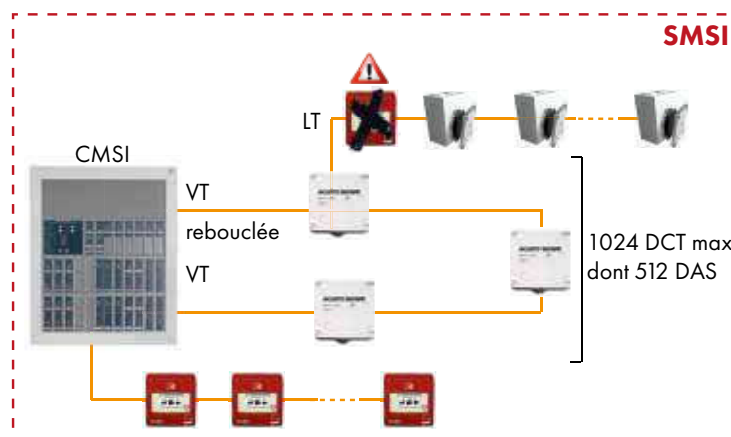 SMSI
LT
CMSI
VT
rebouclée
VT
1024 DCT max
dont 512 DAS